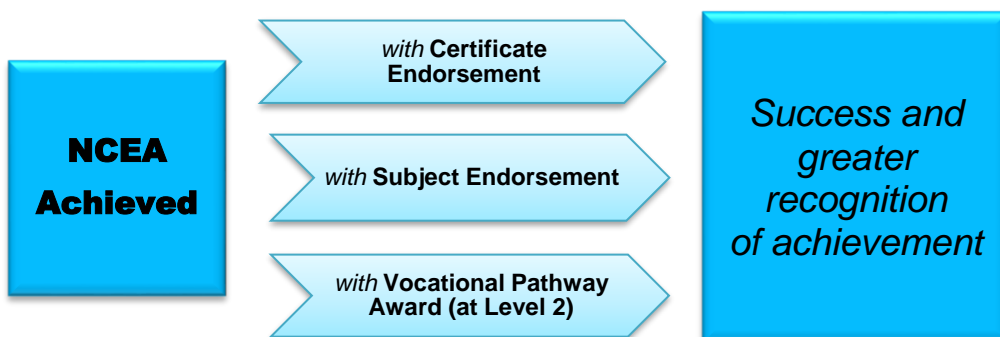 NCEA
Achieved
with Certificate
Endorsement
with Subject Endorsement
with Vocational Pathway
Award (at Level 2)
Success and
greater
recognition
of achievement